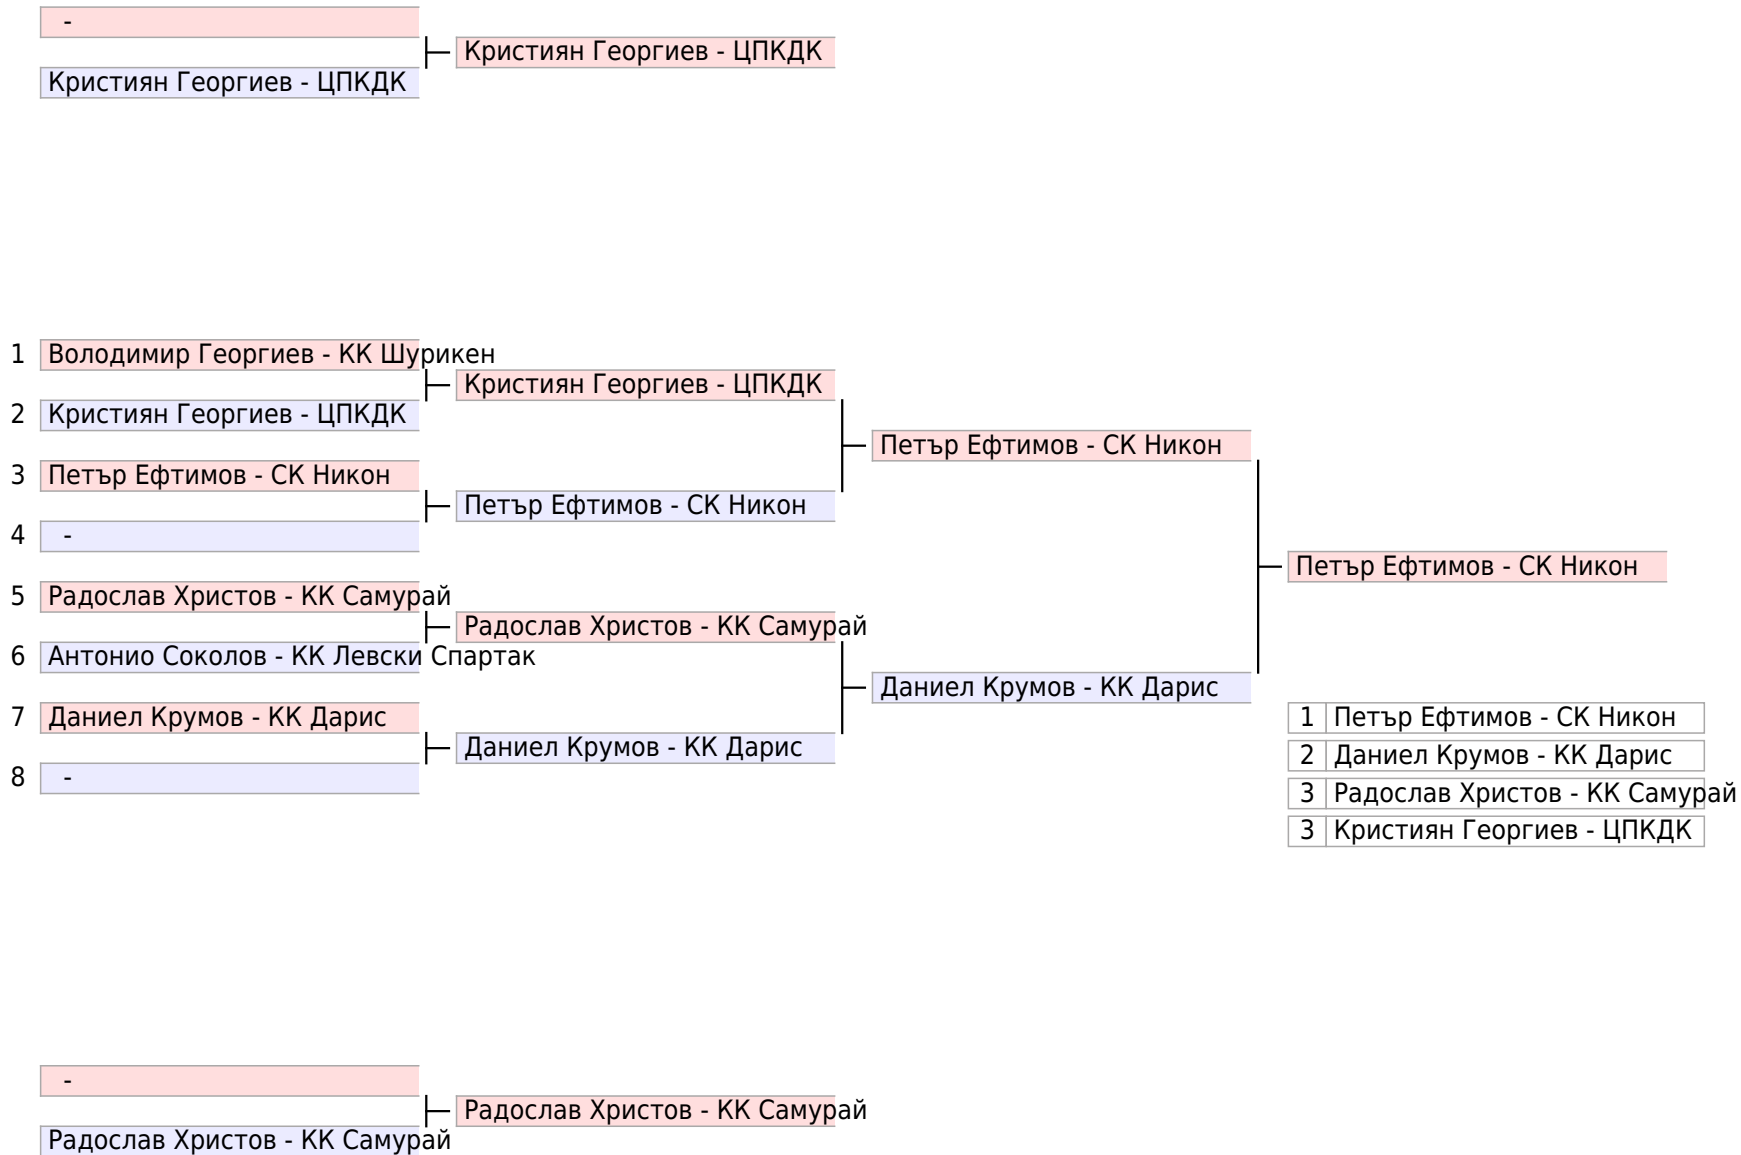 -
Кристиян Георгиев - ЦПКДК
Кристиян Георгиев - ЦПКДК
1 Володимир Георгиев - КК Шурикен
Кристиян Георгиев - ЦПКДК
2 Кристиян Георгиев - ЦПКДК
Петър Ефтимов - СК Никон
3 Петър Ефтимов - СК Никон
Петър Ефтимов - СК Никон
4 -
Петър Ефтимов - СК Никон
5 Радослав Христов - КК Самурай
Радослав Христов - КК Самурай
6 Антонио Соколов - КК Левски Спартак
Даниел Крумов - КК Дарис
7 Даниел Крумов - КК Дарис
Даниел Крумов - КК Дарис
8 -
1 Петър Ефтимов - СК Никон
2 Даниел Крумов - КК Дарис
3 Радослав Христов - КК Самурай
3 Кристиян Георгиев - ЦПКДК
-
Радослав Христов - КК Самурай
Радослав Христов - КК Самурай